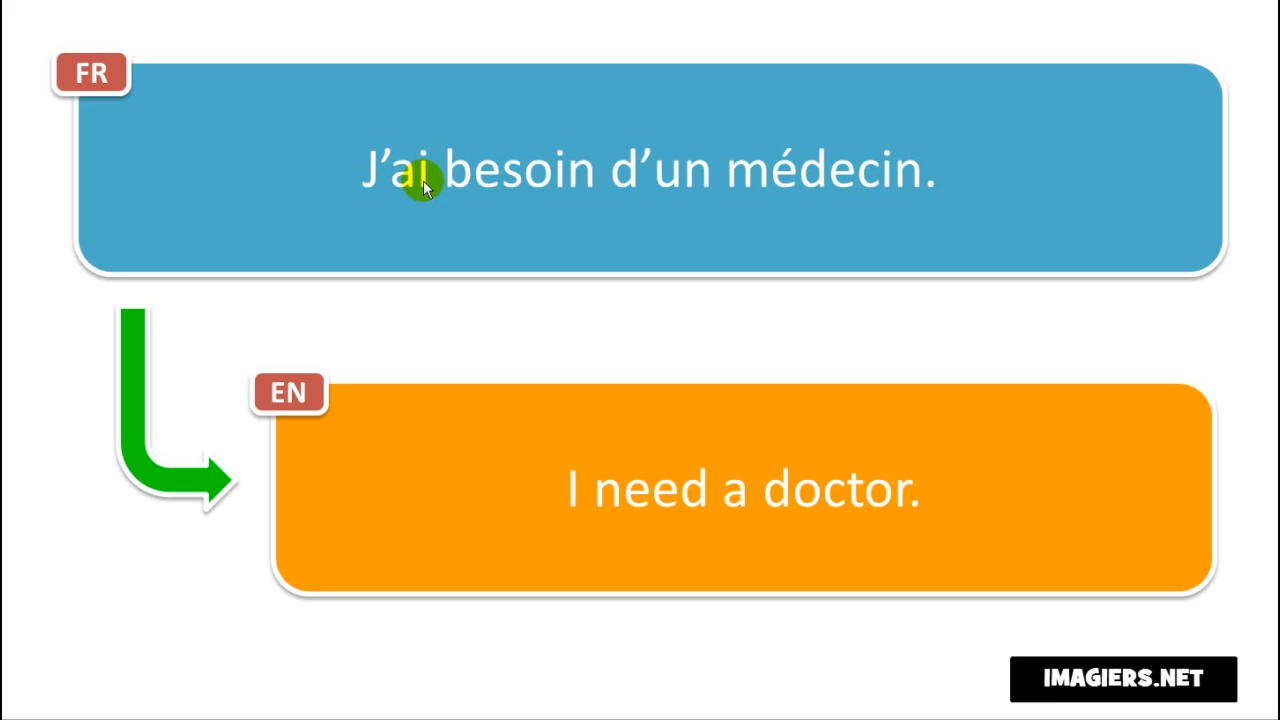 FR
J’ai besoin d’un médecin.
EN
I need a doctor.
IMAGIERS.NET